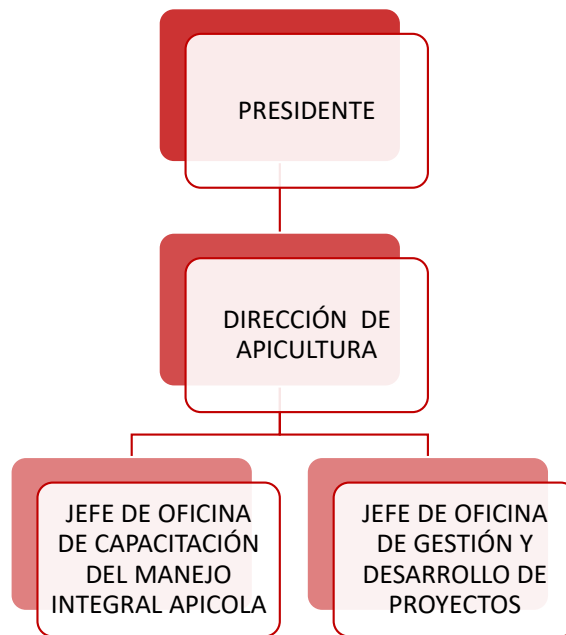 PRESIDENTE
DIRECCIÓN DE
APICULTURA
JEFE DE OFICINA
DE CAPACITACIÓN
DEL MANEJO
INTEGRAL APICOLA
JEFE DE OFICINA
DE GESTIÓN Y
DESARROLLO DE
PROYECTOS